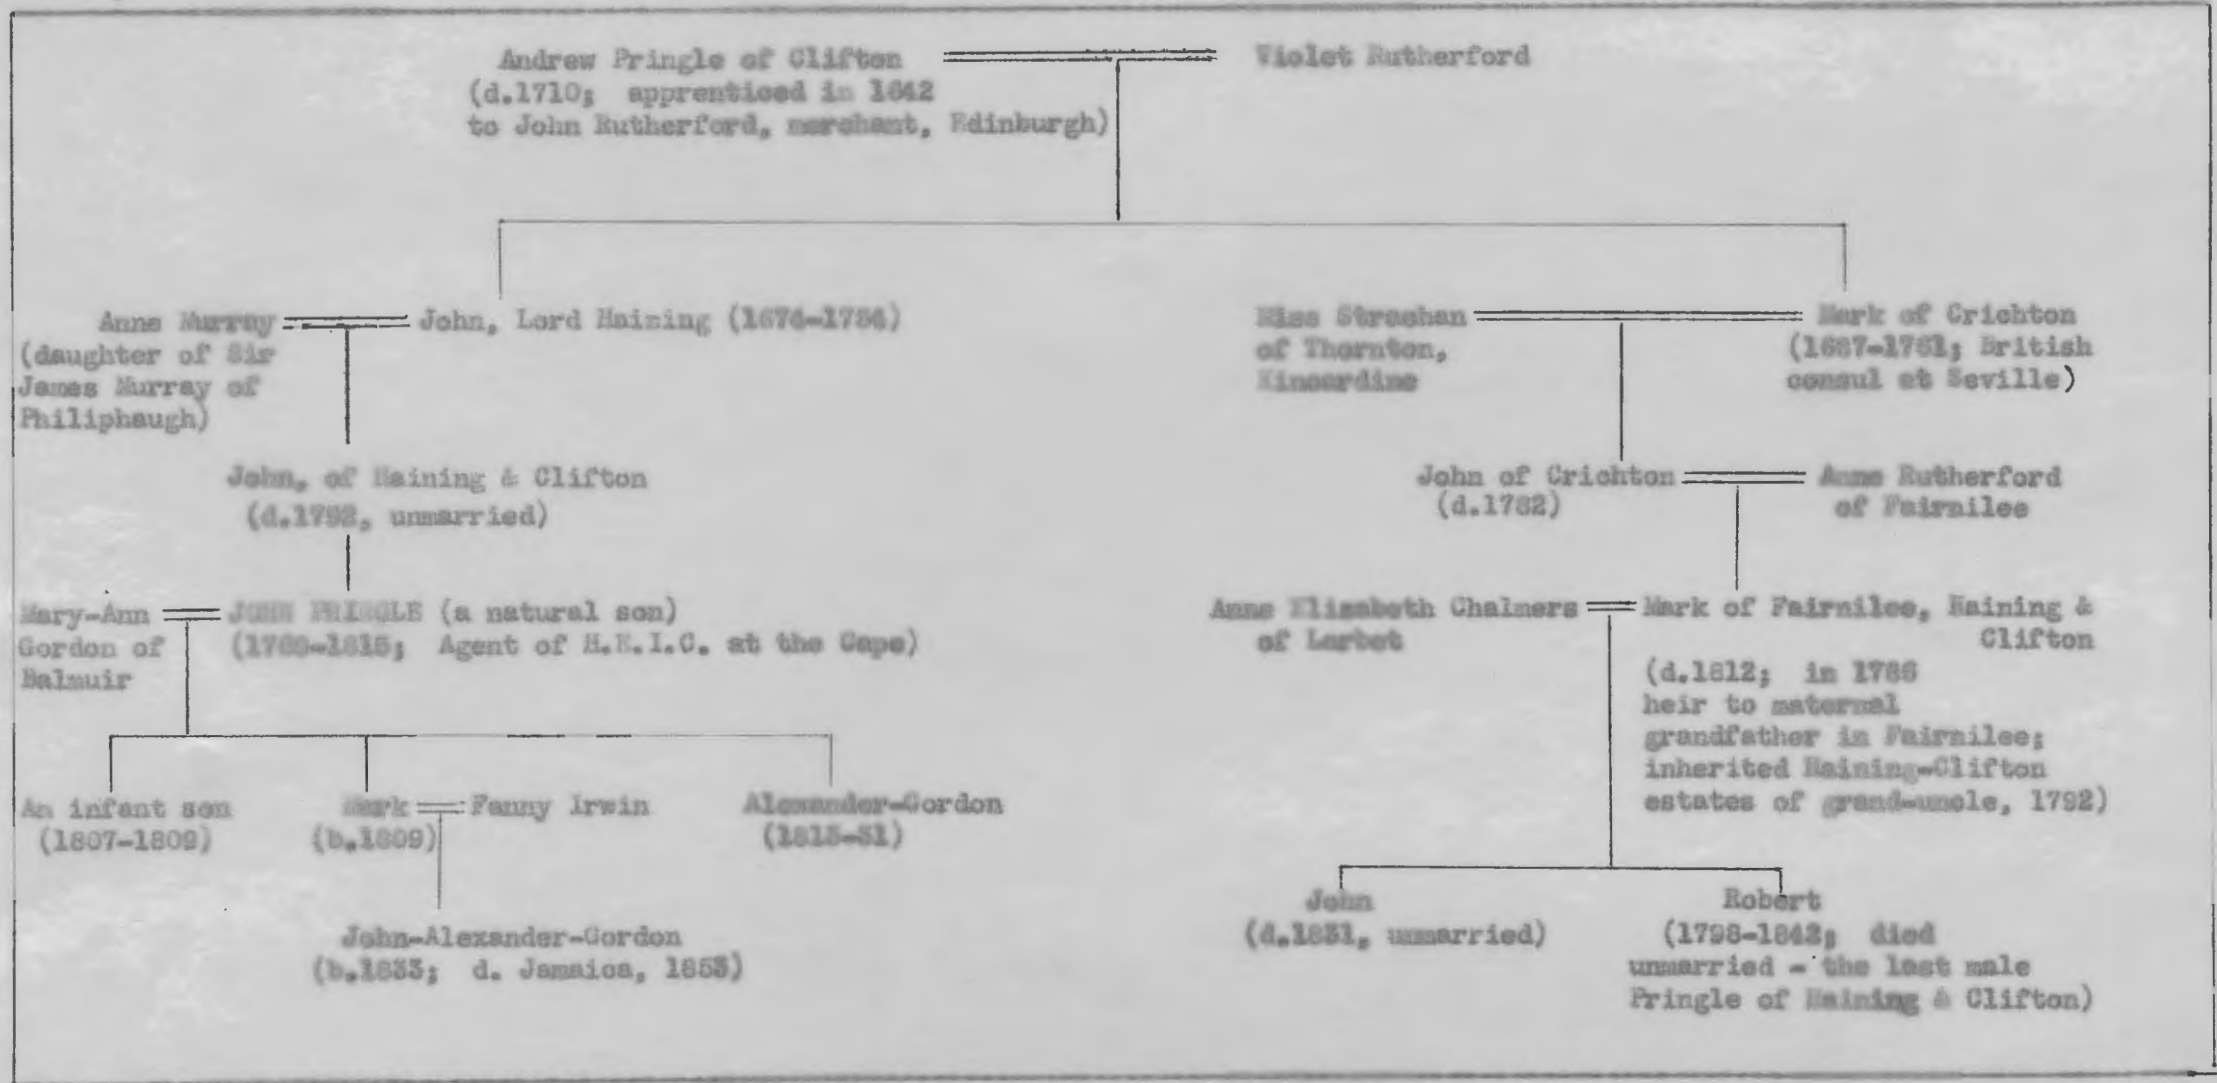 Andrew Pringle of Clifton
(d.1710; apprenticed in 1642
to John Rutherford, merchant, Edinburgh)
Violet Rutherford
Anne Murray
(daughter of Sir
James Murray of
Philiphaugh)
John, Lord Haining (1674-1754)
Miss Strachan
of Thornton,
Kincardine
Mark of Crichton
(1687-1761; British
consul at Seville)
John, of Haining & Clifton
(d.1792, unmarried)
John of Crichton
(d.1782)
Anne Rutherford
of Fairnilee
Mary-Ann
Gordon of
Balmuir
JOHN PRINGLE (a natural son)
Agent of H.E.I.C. at the Cape)
Anne Elizabeth Chalmers
of Larbet
Mark of Fairnilee, Haining &
Clifton
(d.1812; in 1786
heir to maternal
grandfather in Fairnilee;
inherited Haining-Clifton
estates of grand-uncle, 1792)
An infant son
(1807-1809)
Mark
(b.1809)
Fanny Irwin
Alexander-Gordon
John-Alexander-Gordon
(b.1833; d. Jamaica, 1853)
John
(d.1831, unmarried)
Robert
(1798-1842; died
unmarried - the last male
Pringle of Haining & Clifton)